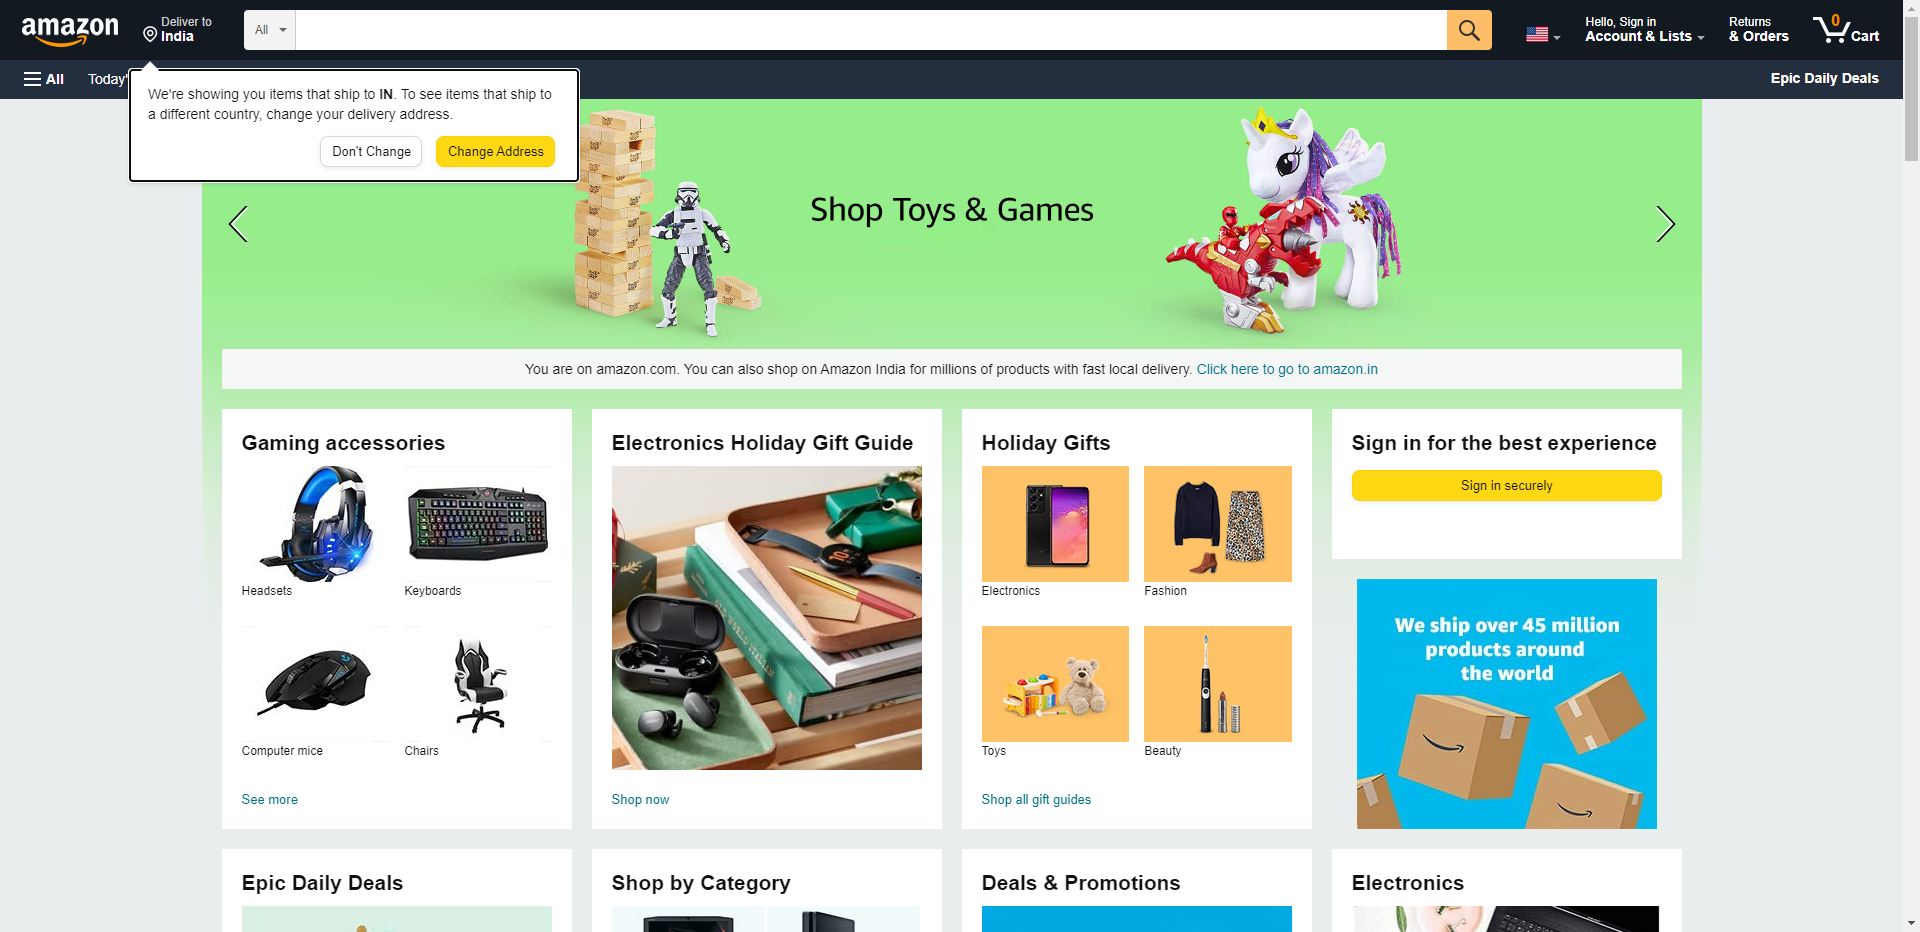 amazon
Deliver to
India
All
Hello, Sign in
Account & Lists
Returns
& Orders
0
Cart
All
Today'
Epic Daily Deals
We're showing you items that ship to IN. To see items that ship to
a different country, change your delivery address.
Don't Change
Change Address
Shop Toys & Games
You are on amazon.com. You can also shop on Amazon India for millions of products with fast local delivery. Click here to go to amazon.in
Gaming accessories
Headsets
Keyboards
Computer mice
Chairs
See more
Electronics Holiday Gift Guide
Shop now
Holiday Gifts
Electronics
Fashion
Toys
Beauty
Shop all gift guides
Sign in for the best experience
Sign in securely
We ship over 45 million
products around
the world
Epic Daily Deals
Shop by Category
Deals & Promotions
Electronics